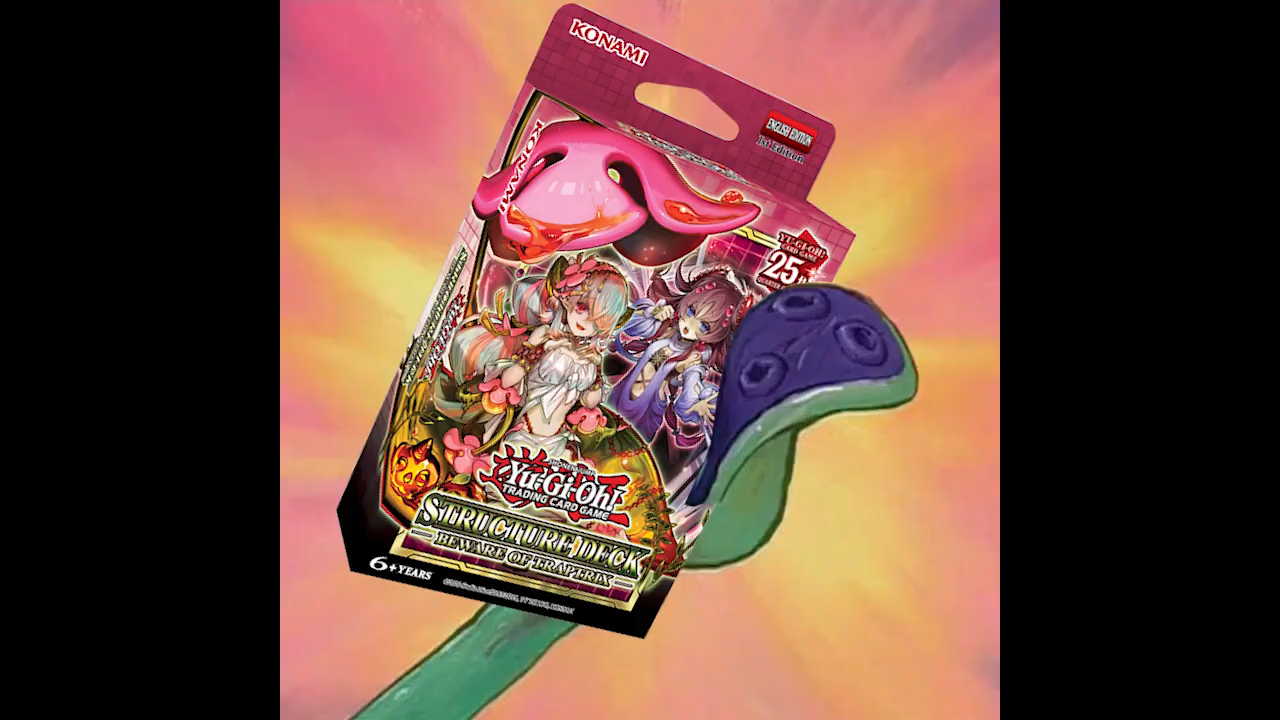 KONAMI
ENGLISH EDITION
1st Edition
KONAMI
YU-GI-OH!
CARD GAME
25
Yu-Gi-Oh!
TRADING CARD GAME
STRUCTURE DECK
BEWARE OF TRAPTRIX
6+ YEARS